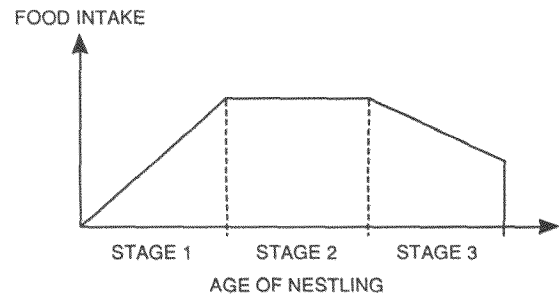 FOOD INTAKE
STAGE 1 STAGE 2 STAGE 3
AGE OF NESTLING